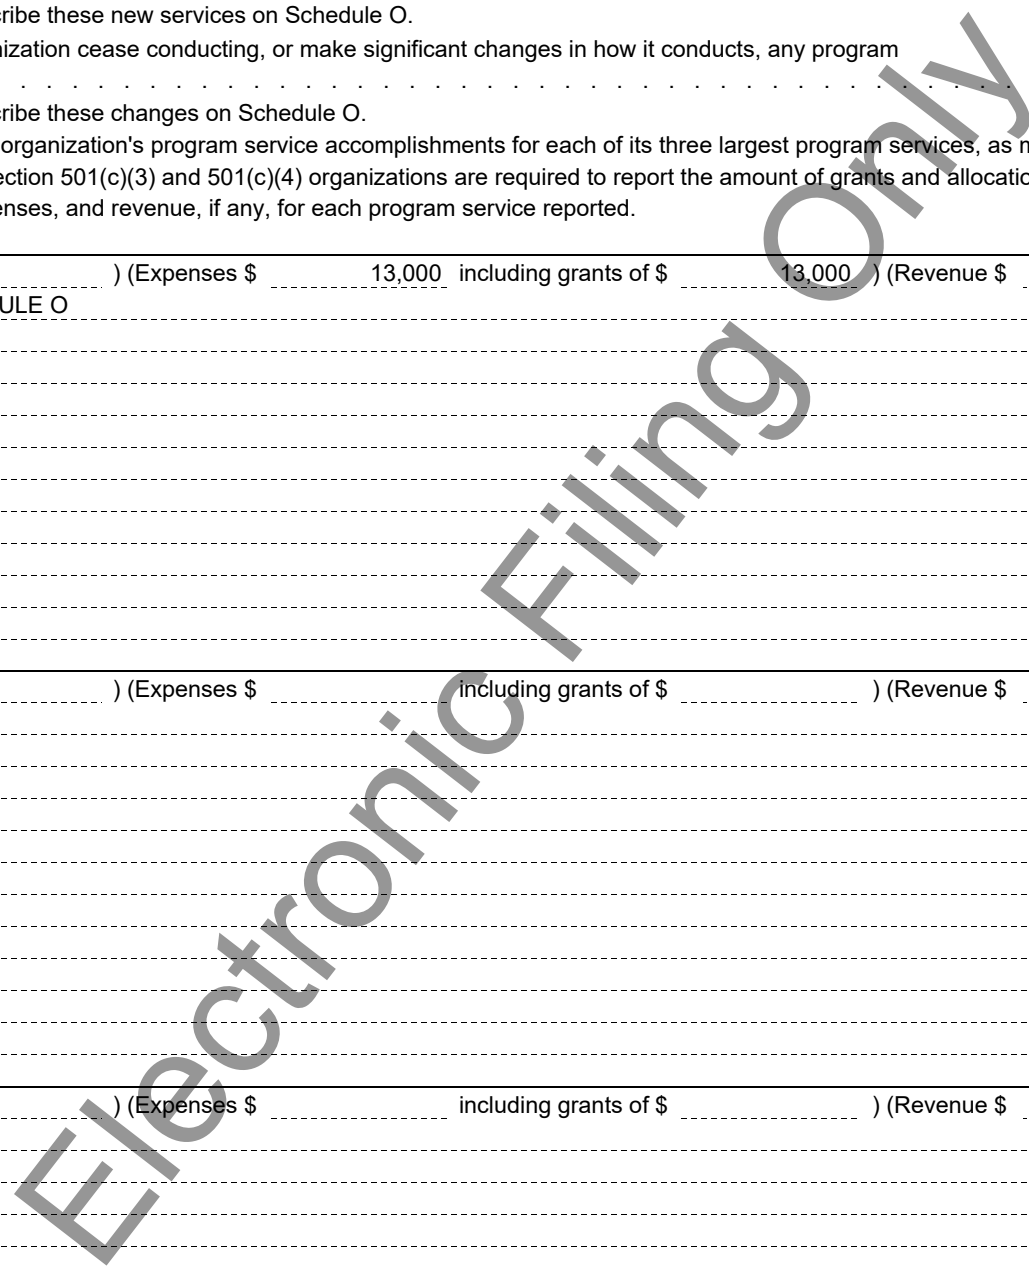 cribe these new services on Schedule O.
nization cease conducting, or make significant changes in how it conducts, any program
. . . . . . . . . . . . . . . . . . . . . . . . . . . . . . . . . . . . . . .
cribe these changes on Schedule O.
organization's program service accomplishments for each of its three largest program services, as m
ection 501(c)(3) and 501(c)(4) organizations are required to report the amount of grants and allocatio
enses, and revenue, if any, for each program service reported.
) (Expenses $ 13,000 including grants of $ 13,000 ) (Revenue $
ULE O
) (Expenses $ including grants of $ ) (Revenue $
) (Expenses $ including grants of $ ) (Revenue $
Electronic Filing Only